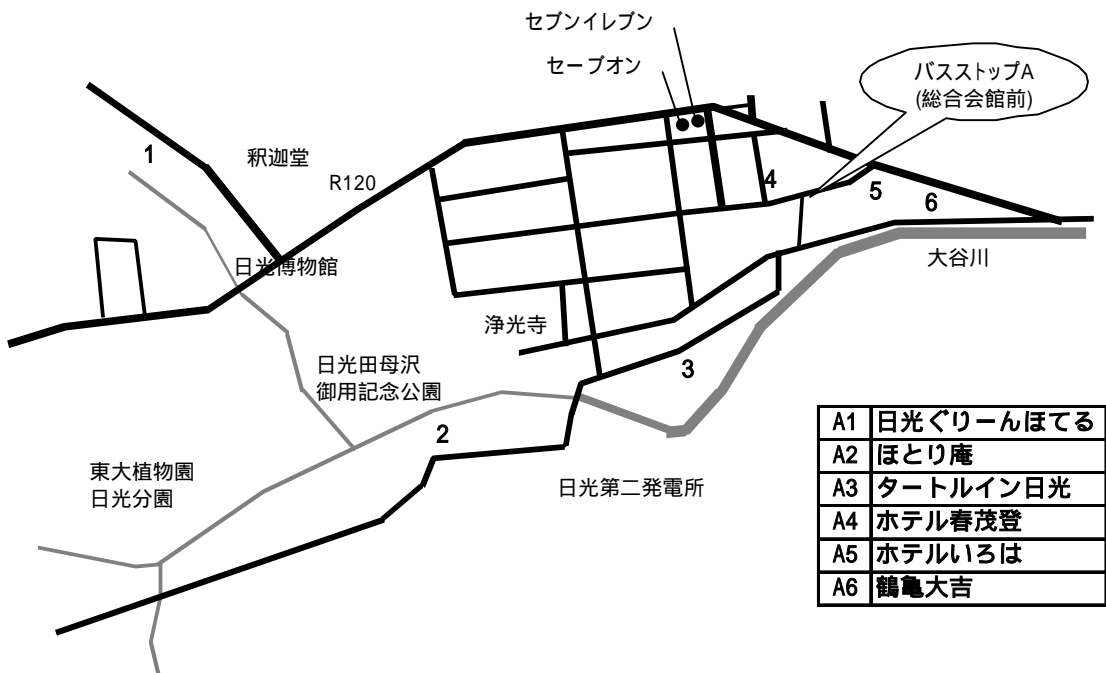 セブンイレブン
セーブオン
バスストップA
(総合会館前)
1
釈迦堂
R120
4
5
6
日光博物館
大谷川
浄光寺
日光田母沢
御用記念公園
3
2
東大植物園
日光分園
日光第二発電所
A1 日光ぐりーんほてる
A2 ほとり庵
A3 タートルイン日光
A4 ホテル春茂登
A5 ホテルいろは
A6 鶴亀大吉